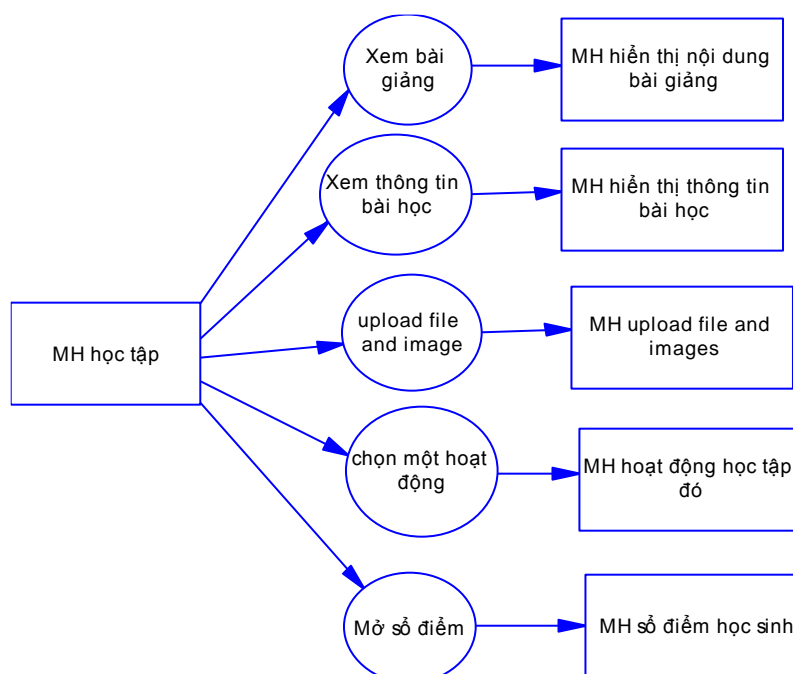 Xem bài
giảng
MH hiển thị nội dung
bài giảng
Xem thông tin
bài học
MH hiển thị thông tin
bài học
MH học tập
upload file
and image
MH upload file and
images
chọn một hoạt
động
MH hoạt động học tập
đó
Mở sổ điểm
MH sổ điểm học sinh